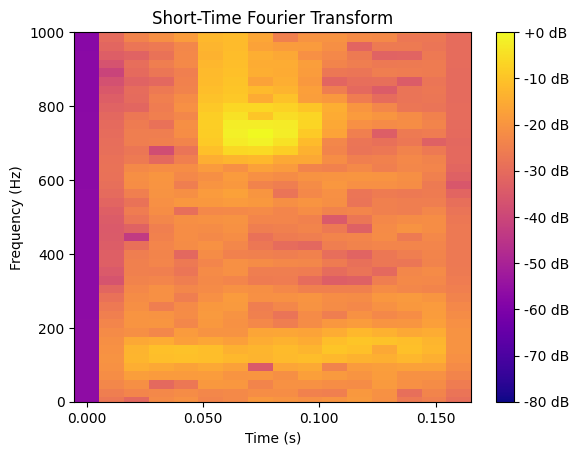 Short-Time Fourier Transform
Frequency (Hz)
1000
800
600
400
200
0
0.000
0.050
0.100
0.150
Time (s)
+0 dB
-10 dB
-20 dB
-30 dB
-40 dB
-50 dB
-60 dB
-70 dB
-80 dB